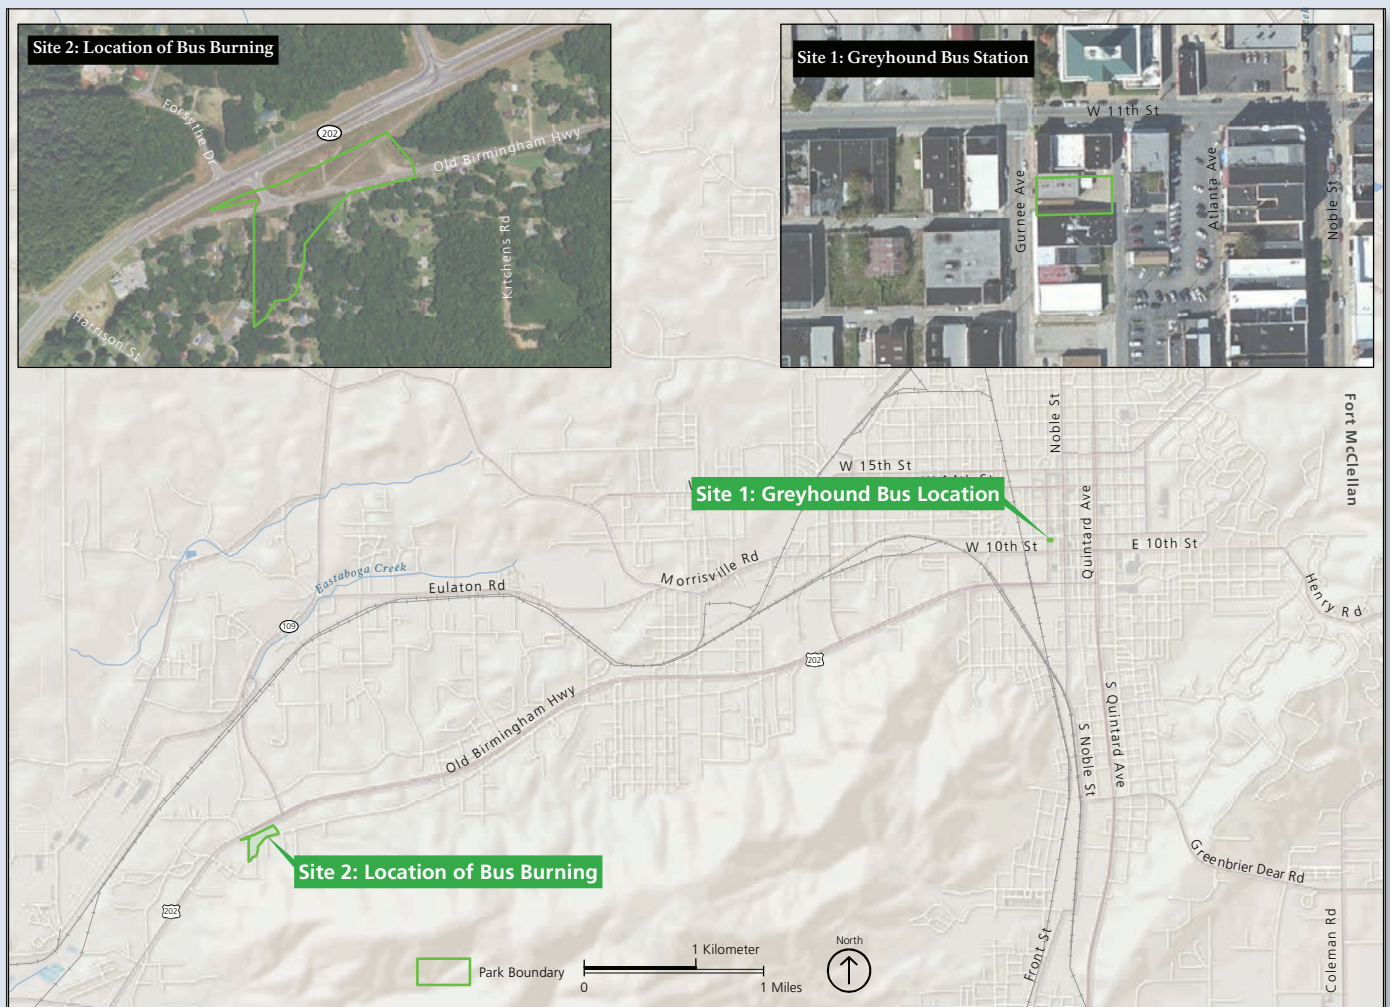 Site 2: Location of Bus Burning
Forsythe Dr
202
Old Birmingham Hwy
Kitchens Rd
Harrison St
Site 1: Greyhound Bus Station
W 11th St
Gurnee Ave
Atlanta Ave
Noble St
Noble St
Fort McClellan
W 15th St
Site 1: Greyhound Bus Location
Quintard Ave
W 10th St
E 10th St
Henry Rd
Morrisville Rd
Eastaboga Creek
Eulaton Rd
109
202
Old Birmingham Hwy
S Quintard Ave
S Noble St
Site 2: Location of Bus Burning
Greenbrier Dear Rd
202
Coleman Rd
Front St
Park Boundary
1 Kilometer
0
1 Miles
North